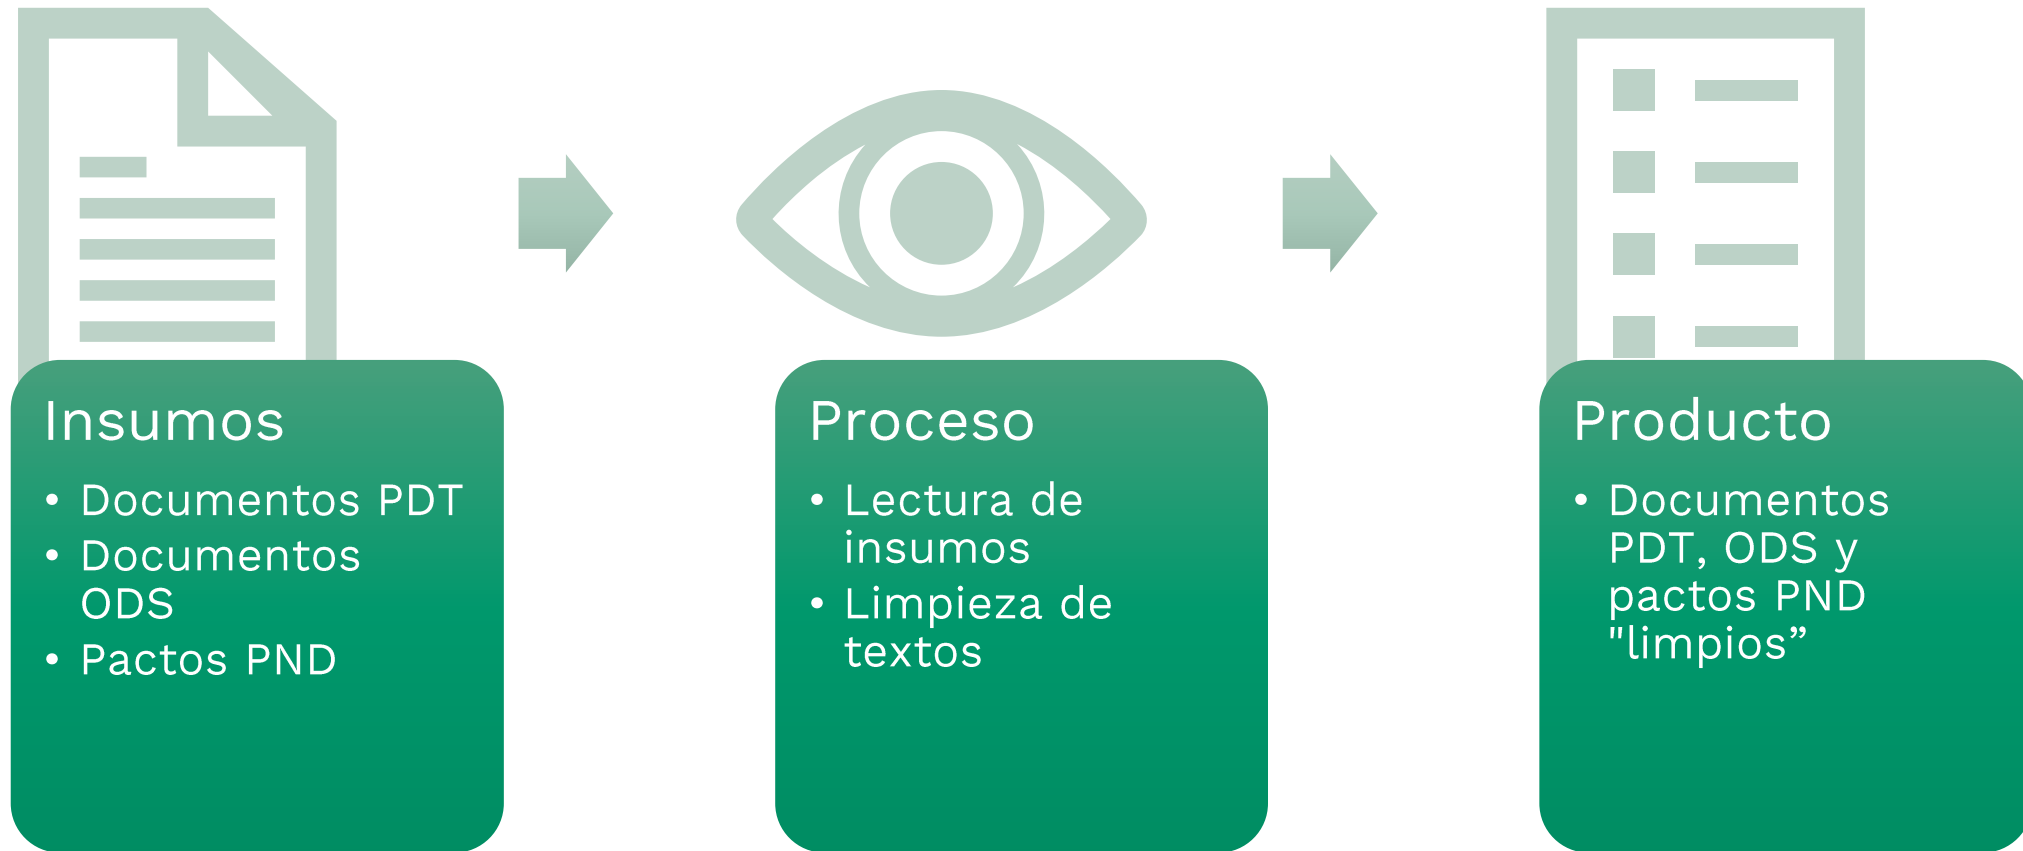 Insumos
• Documentos PDT
• Documentos
ODS
• Pactos PND
Proceso
• Lectura de
insumos
• Limpieza de
textos
Producto
• Documentos
PDT, ODS y
pactos PND
"limpios”